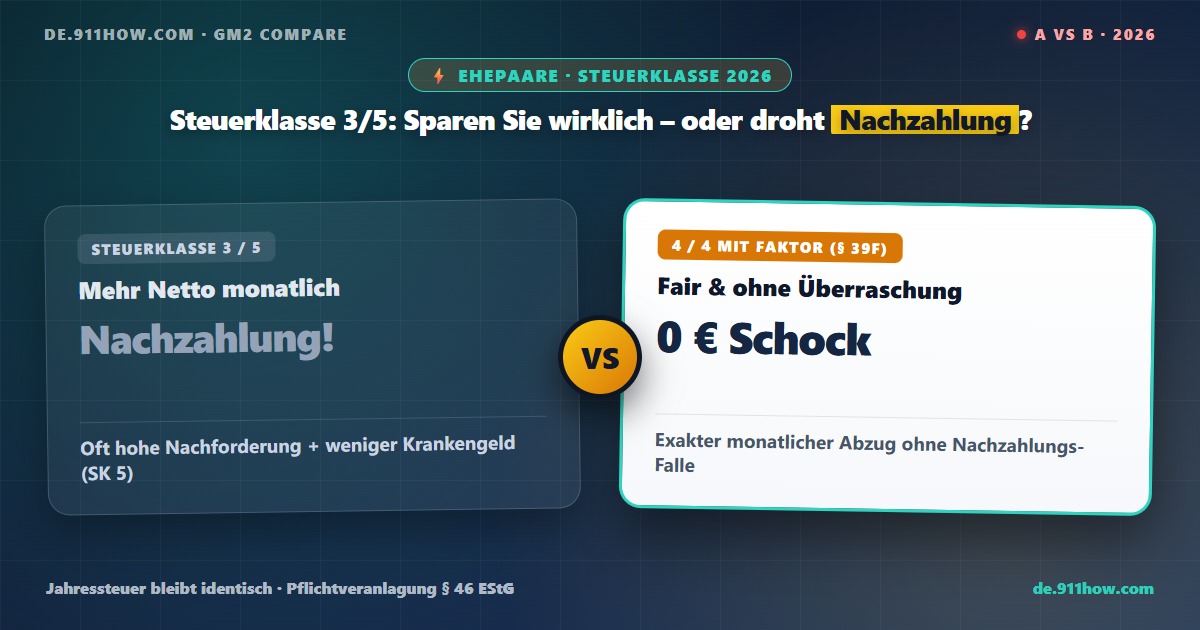 DE.911HOW.COM · GM2 COMPARE
A VS B · 2026
EHEPAARE · STEUERKLASSE 2026
Steuerklasse 3/5: Sparen Sie wirklich – oder droht Nachzahlung ?
STEUERKLASSE 3 / 5
Mehr Netto monatlich
Nachzahlung!
Oft hohe Nachforderung + weniger Krankengeld
(SK 5)
VS
4 / 4 MIT FAKTOR (§ 39F)
Fair & ohne Überraschung
0 € Schock
Exakter monatlicher Abzug ohne Nachzahlungs-
Falle
Jahressteuer bleibt identisch · Pflichtveranlagung § 46 EStG
de.911how.com